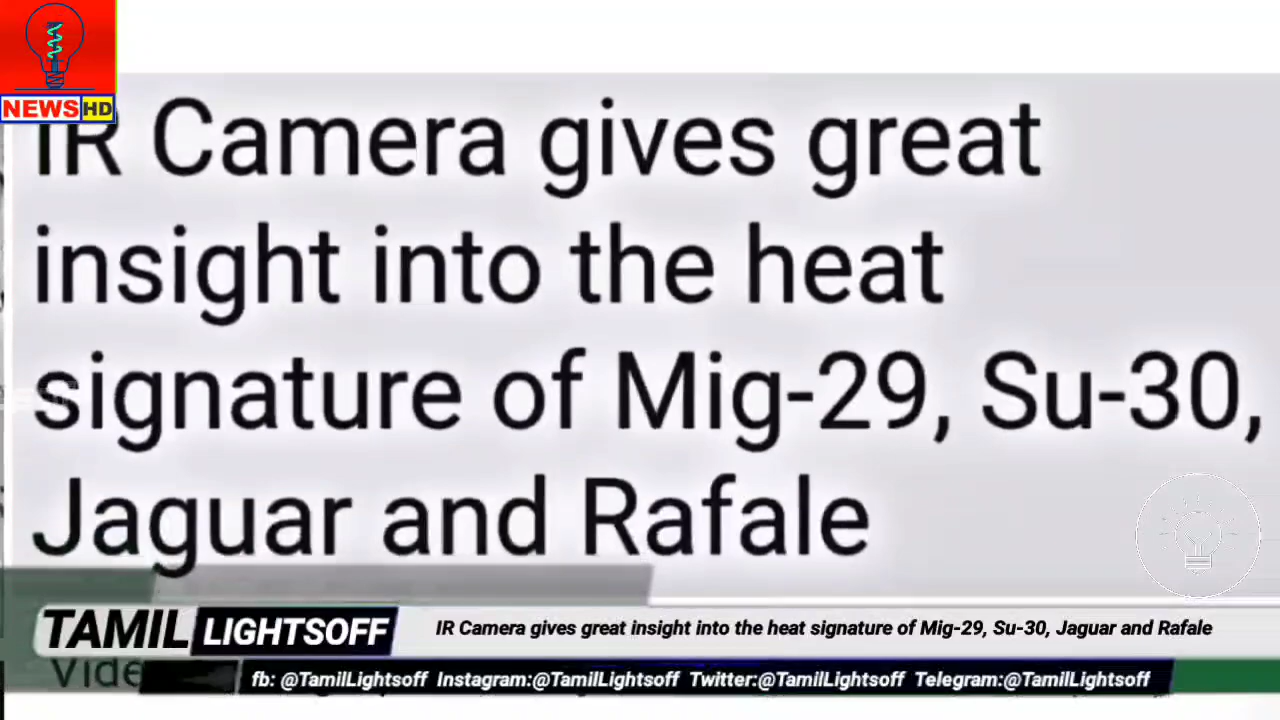 NEWS HD
IR Camera gives great
insight into the heat
signature of Mig-29, Su-30,
Jaguar and Rafale
TAMIL LIGHTSOFF
IR Camera gives great insight into the heat signature of Mig-29, Su-30, Jaguar and Rafale
fb: @TamilLightsoff Instagram:@TamilLightsoff Twitter:@TamilLightsoff Telegram:@TamilLightsoff